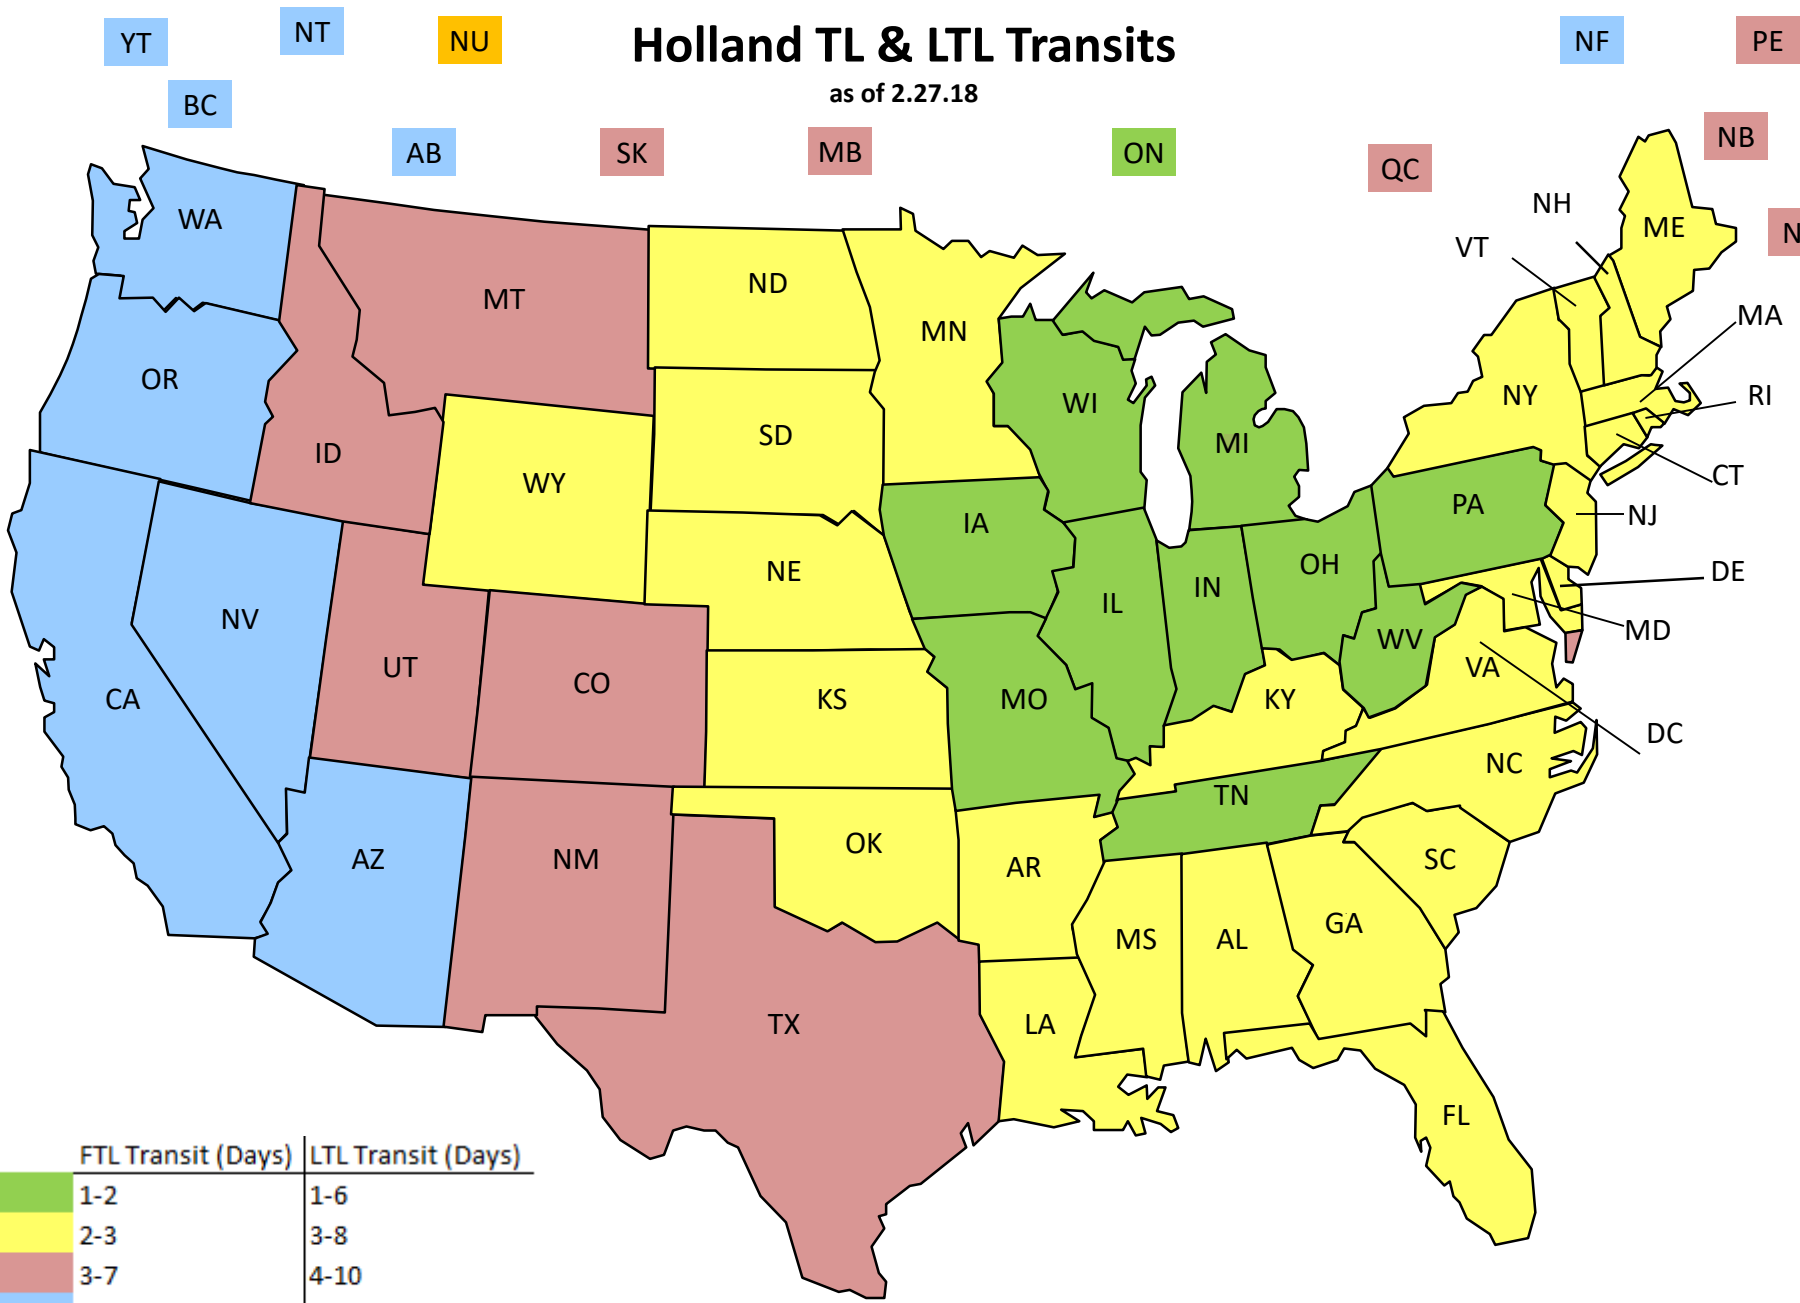 YT
NT
NU
Holland TL & LTL Transits
NF
PE
as of 2.27.18
BC
AB
SK
MB
ON
QC
NB
N
WA
MT
ND
MN
NH
VT
ME
MA
OR
ID
WY
SD
WI
MI
NY
RI
CT
NV
UT
CO
NE
IA
IL
IN
OH
PA
NJ
DE
MD
WV
VA
DC
CA
KS
MO
KY
NC
TN
AZ
NM
OK
AR
SC
MS
AL
GA
TX
LA
FL
FTL Transit (Days) LTL Transit (Days)
1-2 1-6
2-3 3-8
3-7 4-10